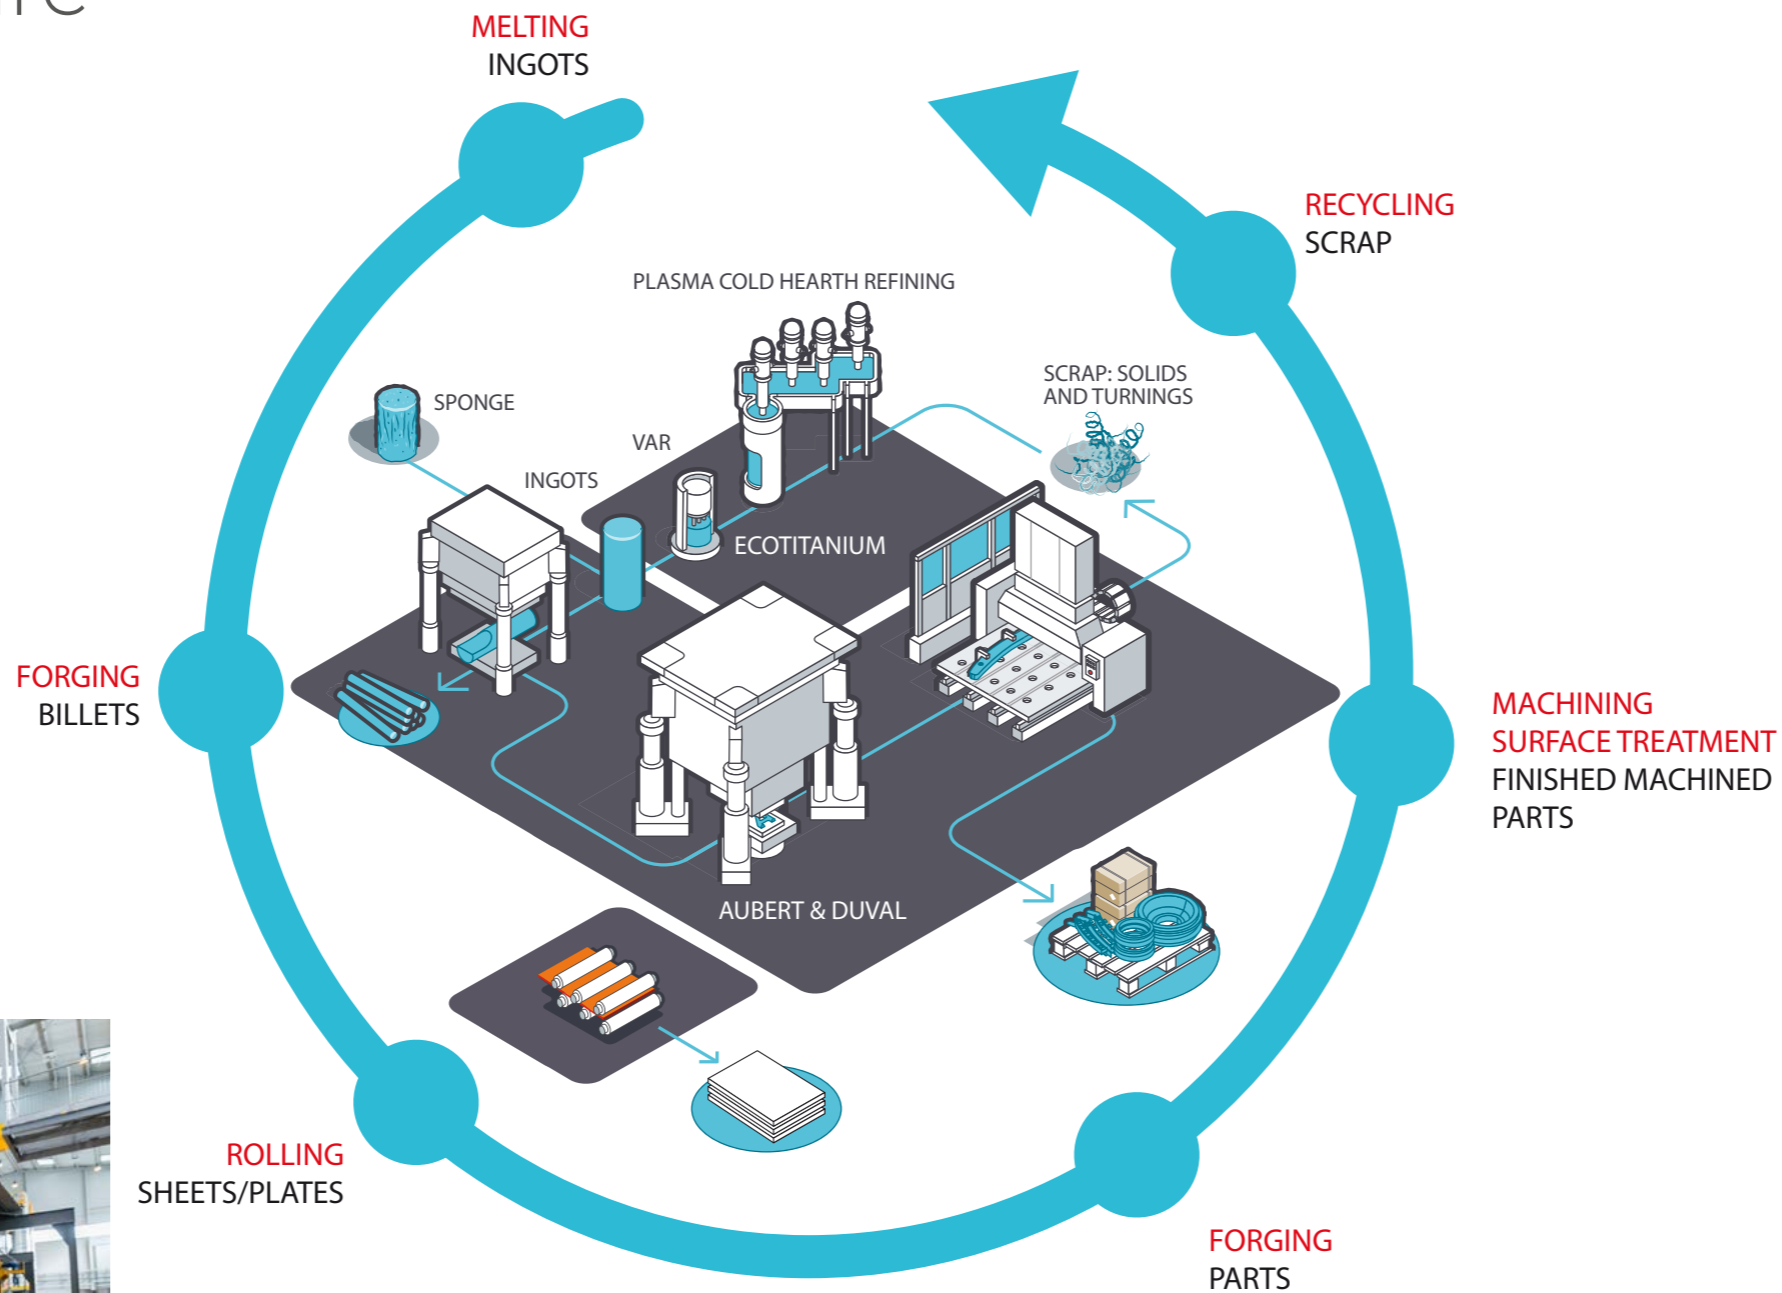 MELTING
INGOTS
RECYCLING
SCRAP
PLASMA COLD HEARTH REFINING
SCRAP: SOLIDS
AND TURNINGS
SPONGE
VAR
INGOTS
ECOTITANIUM
FORGING
BILLETS
MACHINING
SURFACE TREATMENT
FINISHED MACHINED
PARTS
AUBERT & DUVAL
ROLLING
SHEETS/PLATES
FORGING
PARTS